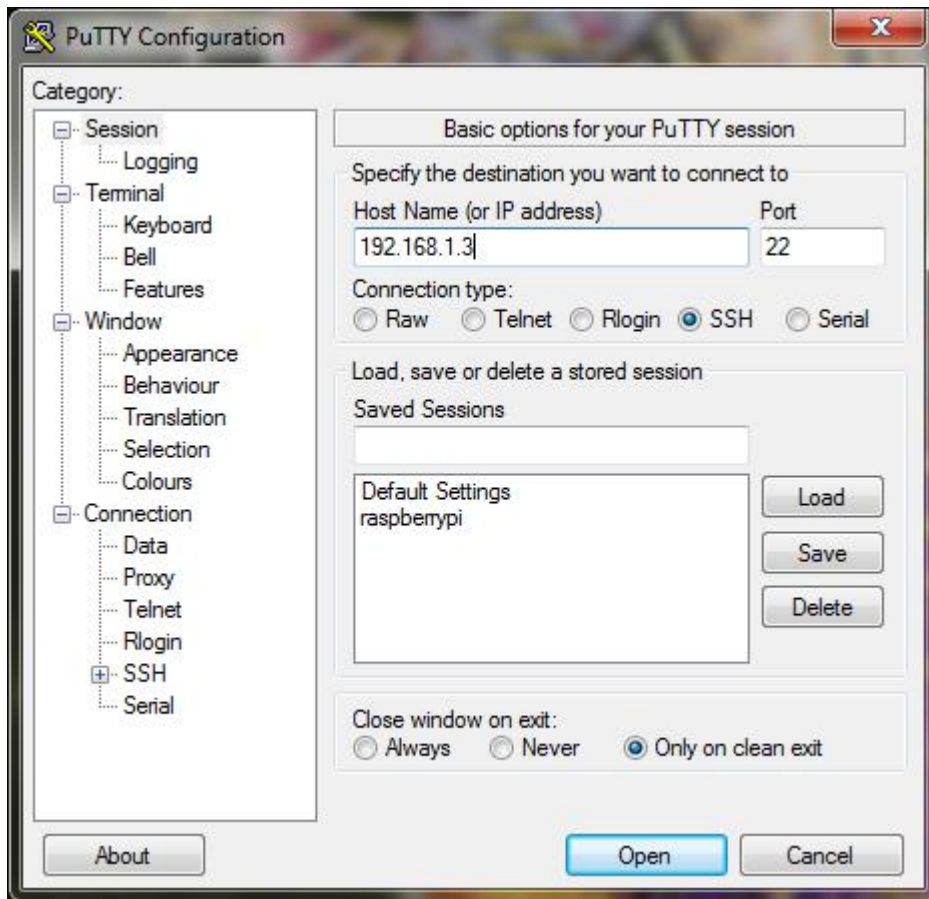 PuTTY Configuration
Category:
Session
Logging
Terminal
Keyboard
Bell
Features
Window
Appearance
Behaviour
Translation
Selection
Colours
Connection
Data
Proxy
Telnet
Rlogin
SSH
Serial
Basic options for your PuTTY session
Specify the destination you want to connect to
Host Name (or IP address) Port
192.168.1.3 22
Connection type:
Raw Telnet Rlogin SSH Serial
Load, save or delete a stored session
Saved Sessions
Default Settings
raspberrypi
Load
Save
Delete
Close window on exit:
Always Never Only on clean exit
About Open Cancel